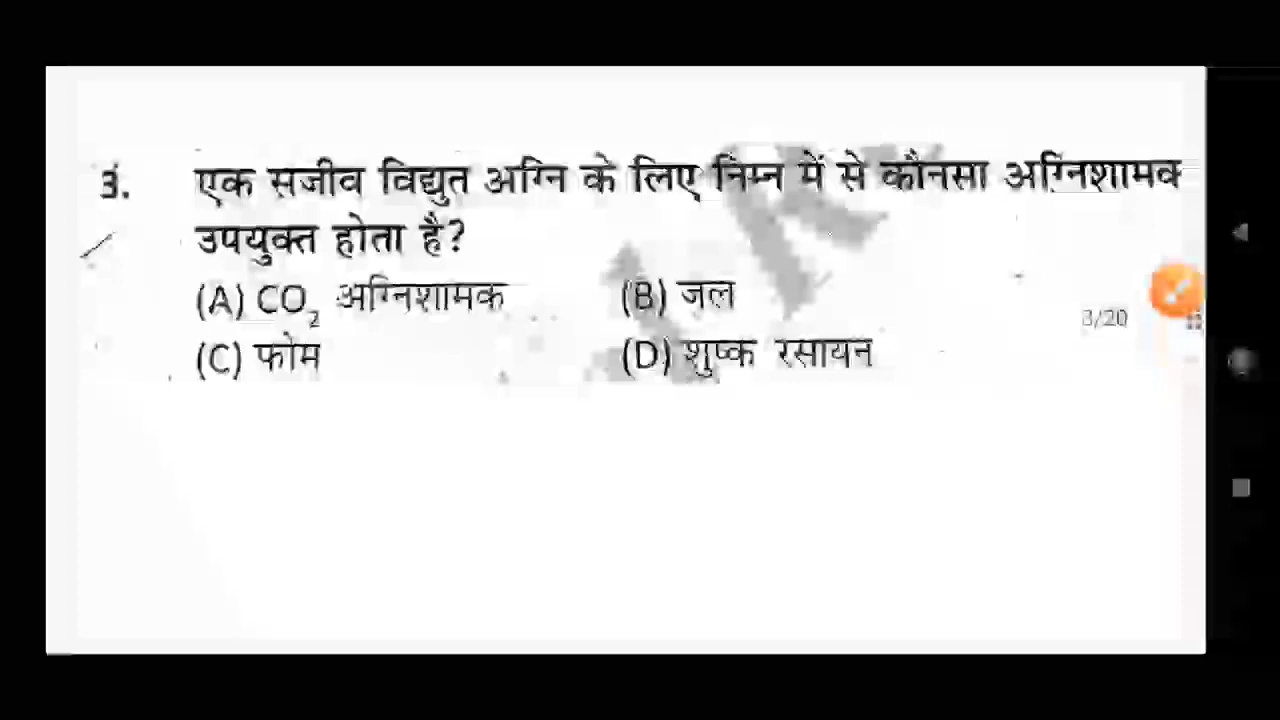 3. एक सजीव विद्युत अग्नि के लिए निम्न में से कौनसा अग्निशामक
उपयुक्त होता है?
(A) CO₂ अग्निशामक (B) जल
3/20
(C) फोम (D) शुष्क रसायन